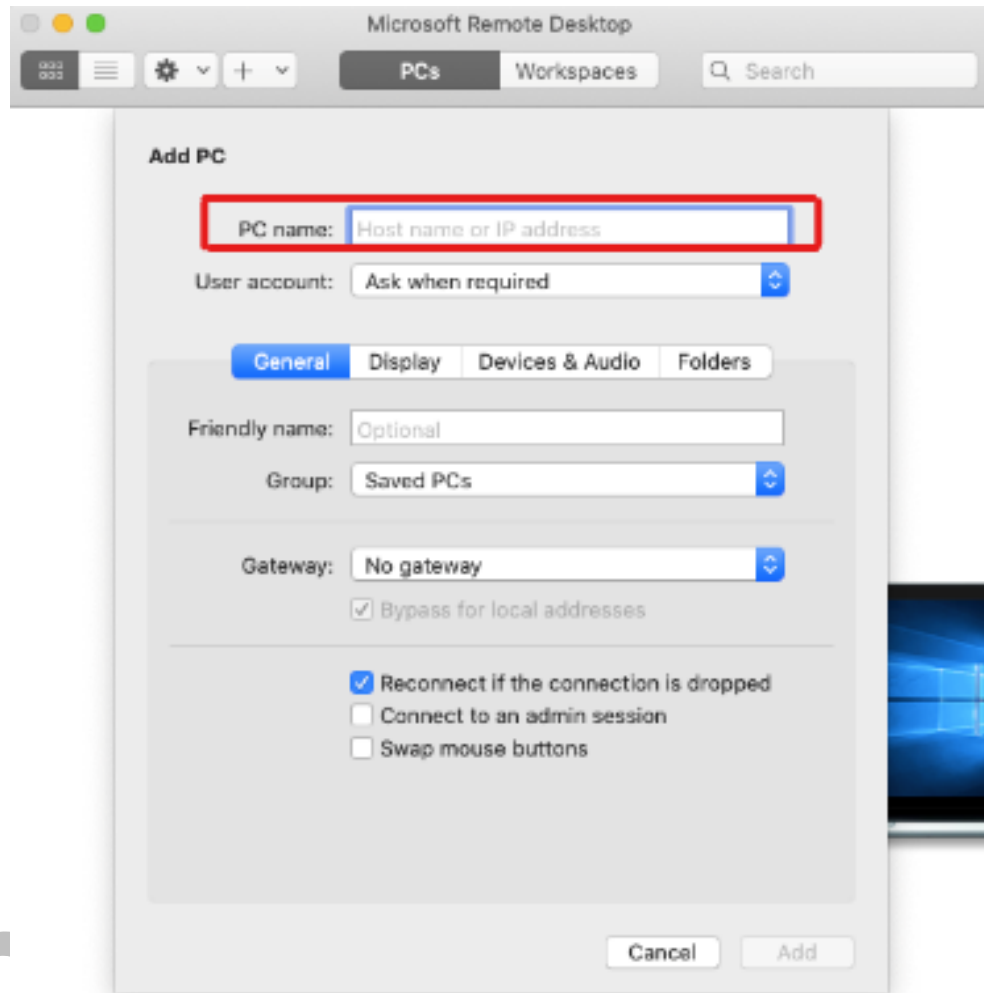 Microsoft Remote Desktop
PCs Workspaces Search
Add PC
PC name: Host name or IP address
User account: Ask when required
General Display Devices & Audio Folders
Friendly name: Optional
Group: Saved PCs
Gateway: No gateway
Bypass for local addresses
Reconnect if the connection is dropped
Connect to an admin session
Swap mouse buttons
Cancel Add